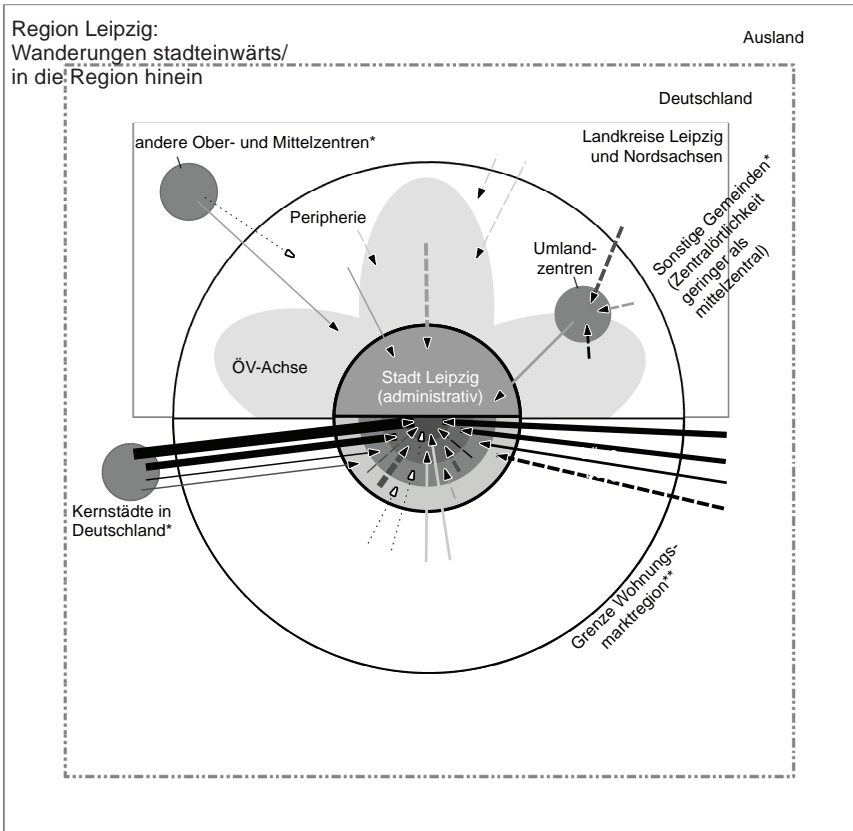 Region Leipzig:
Wanderungen stadteinwärts/
in die Region hinein
Ausland
Deutschland
andere Ober- und Mittelzentren*
Landkreise Leipzig
und Nordsachsen
Sonstige Gemeinden*
(Zentralörtlichkeit
geringer als
mittelzentral)
Peripherie
Umland-
zentren
ÖV-Achse
Stadt Leipzig
(administrativ)
Kernstädte in
Deutschland*
Grenze Wohnungs-
marktregion**